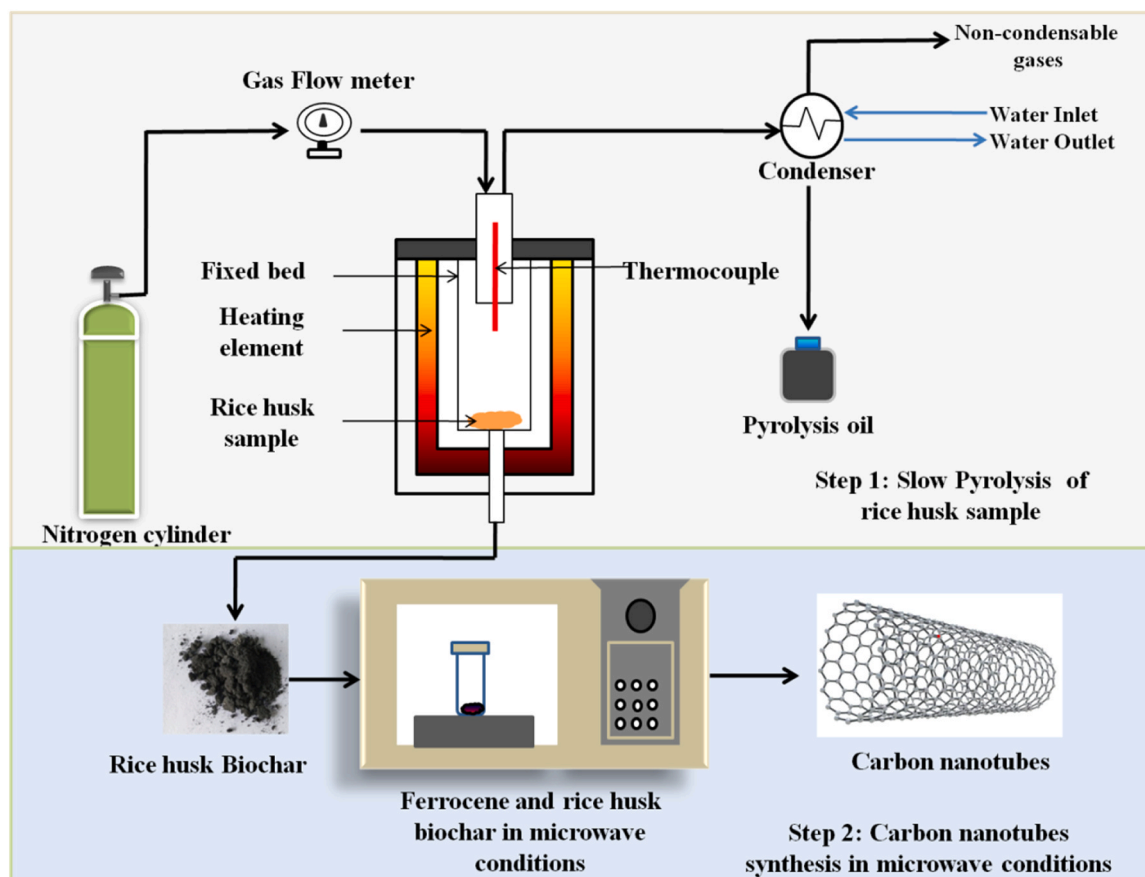 Non-condensable
gases
Gas Flow meter
Water Inlet
Water Outlet
Condenser
Fixed bed
Thermocouple
Heating
element
Rice husk
sample
Pyrolysis oil
Step 1: Slow Pyrolysis of
rice husk sample
Nitrogen cylinder
Rice husk Biochar
Carbon nanotubes
Ferrocene and rice husk
biochar in microwave
conditions
Step 2: Carbon nanotubes
synthesis in microwave conditions